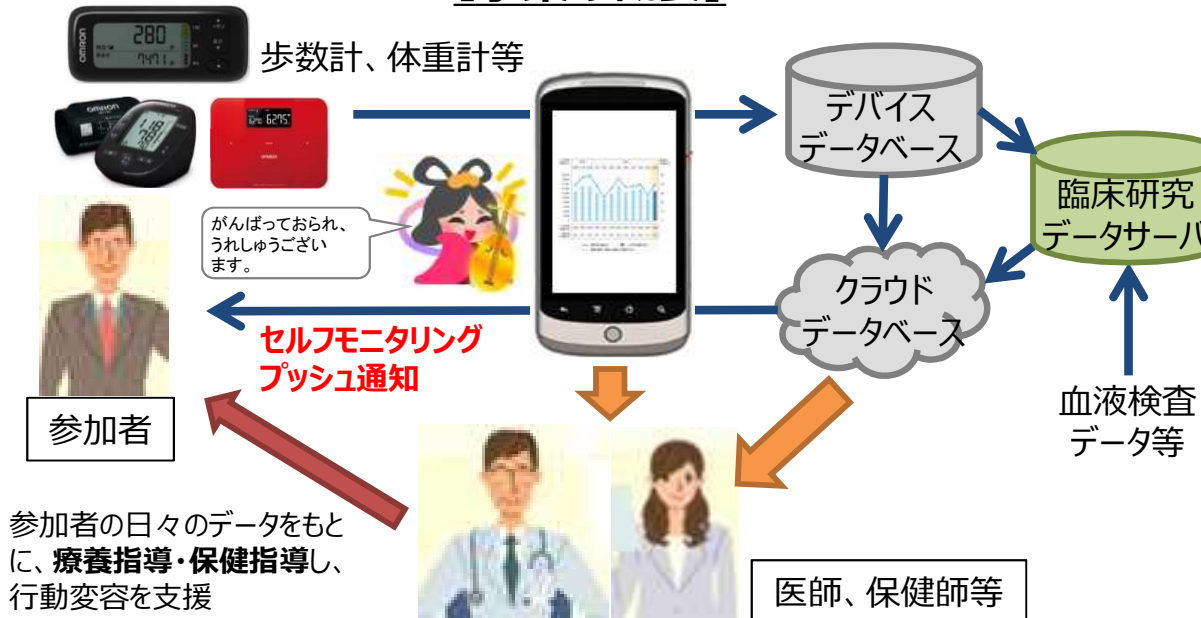 歩数計、体重計等
OMRON
280
7471
OMRON
6275
デバイス
データベース
臨床研究
データサーバ
がんばっておられ、
うれしゅうござい
ます。
クラウド
データベース
セルフモニタリング
プッシュ通知
血液検査
データ等
参加者
参加者の日々のデータをもと
に、療養指導・保健指導し、
行動変容を支援
医師、保健師等